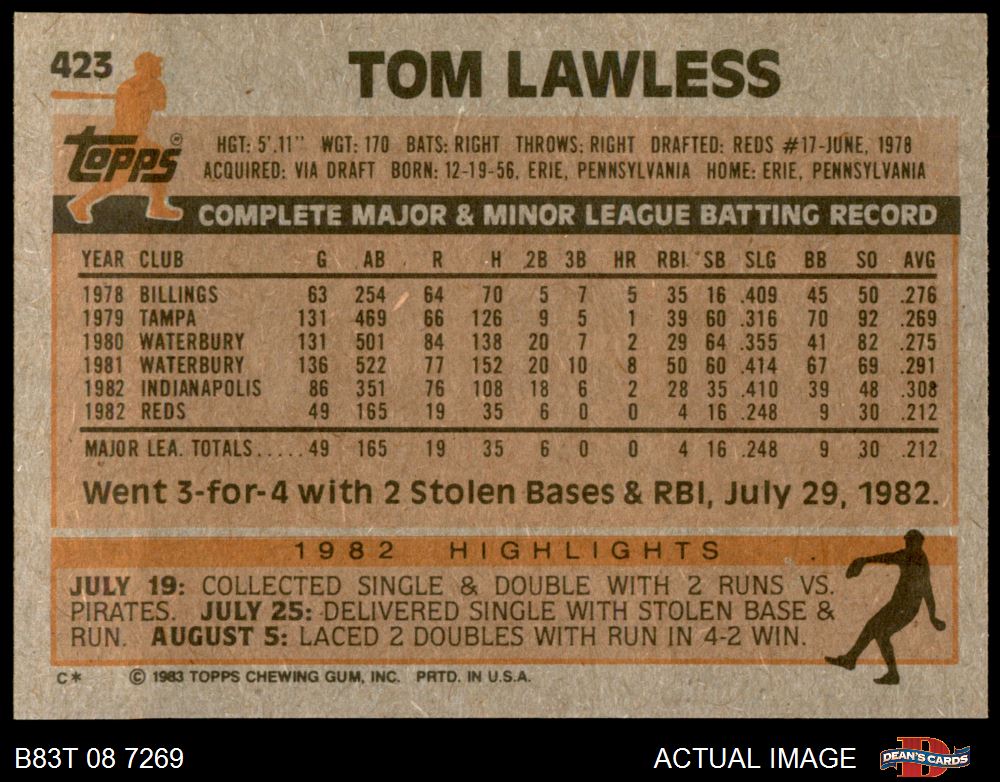 423
TOM LAWLESS
topps
HGT: 5'.11" WGT: 170 BATS: RIGHT THROWS: RIGHT DRAFTED: REDS #17-JUNE, 1978
ACQUIRED: VIA DRAFT BORN: 12-19-56, ERIE, PENNSYLVANIA HOME: ERIE, PENNSYLVANIA
COMPLETE MAJOR & MINOR LEAGUE BATTING RECORD
YEAR CLUB G AB R H 2B 3B HR RBI SB SLG BB SO AVG
1978 BILLINGS 63 254 64 70 5 7 5 35 16 .409 45 50 .276
1979 TAMPA 131 469 66 126 9 5 1 39 60 .316 70 92 .269
1980 WATERBURY 131 501 84 138 20 7 2 29 64 .355 41 82 .275
1981 WATERBURY 136 522 77 152 20 10 8 50 60 .414 67 69 .291
1982 INDIANAPOLIS 86 351 76 108 18 6 2 28 35 .410 39 48 .308
1982 REDS 49 165 19 35 6 0 0 4 16 .248 9 30 .212
MAJOR LEA. TOTALS.....49 165 19 35 6 0 0 4 16 .248 9 30 .212
Went 3-for-4 with 2 Stolen Bases & RBI, July 29, 1982.
1982 HIGHLIGHTS
JULY 19: COLLECTED SINGLE & DOUBLE WITH 2 RUNS VS.
PIRATES. JULY 25: DELIVERED SINGLE WITH STOLEN BASE &
RUN. AUGUST 5: LACED 2 DOUBLES WITH RUN IN 4-2 WIN.
C* © 1983 TOPPS CHEWING GUM, INC. PRTD. IN U.S.A.
B83T 08 7269 ACTUAL IMAGE DEAN'S CARDS